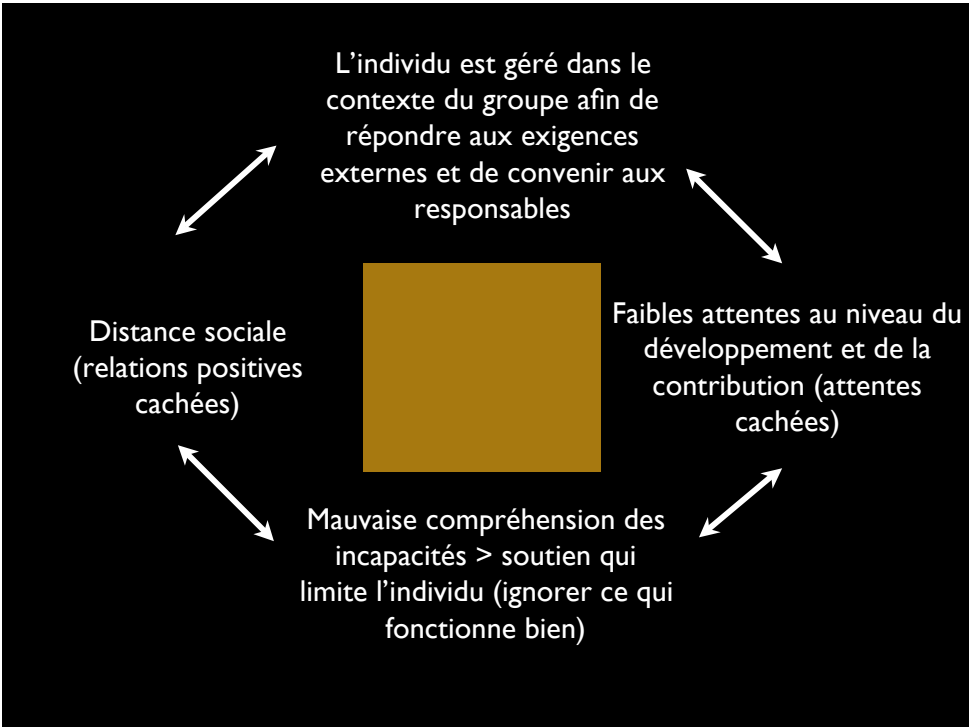 L’individu est géré dans le
contexte du groupe afin de
répondre aux exigences
externes et de convenir aux
responsables
Distance sociale
(relations positives
cachées)
Faibles attentes au niveau du
développement et de la
contribution (attentes
cachées)
Mauvaise compréhension des
incapacités > soutien qui
limite l’individu (ignorer ce qui
fonctionne bien)